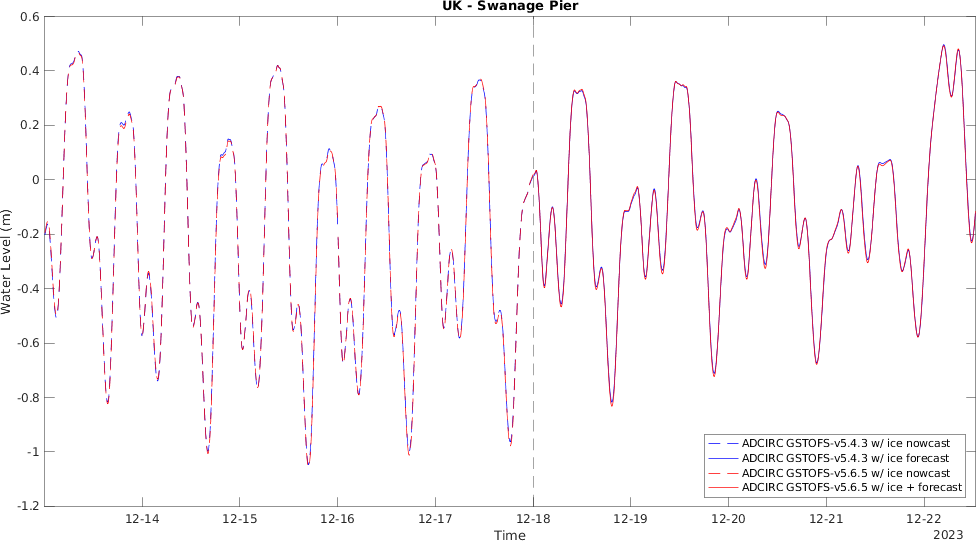 UK - Swanage Pier
0.6
0.4
0.2
0
-0.2
-0.4
-0.6
-0.8
-1
-1.2
Water Level (m)
12-14
12-15
12-16
12-17
12-18
12-19
12-20
12-21
12-22
Time
2023
ADCIRC GSTOFS-v5.4.3 w/ ice nowcast
ADCIRC GSTOFS-v5.4.3 w/ ice forecast
ADCIRC GSTOFS-v5.6.5 w/ ice nowcast
ADCIRC GSTOFS-v5.6.5 w/ ice + forecast